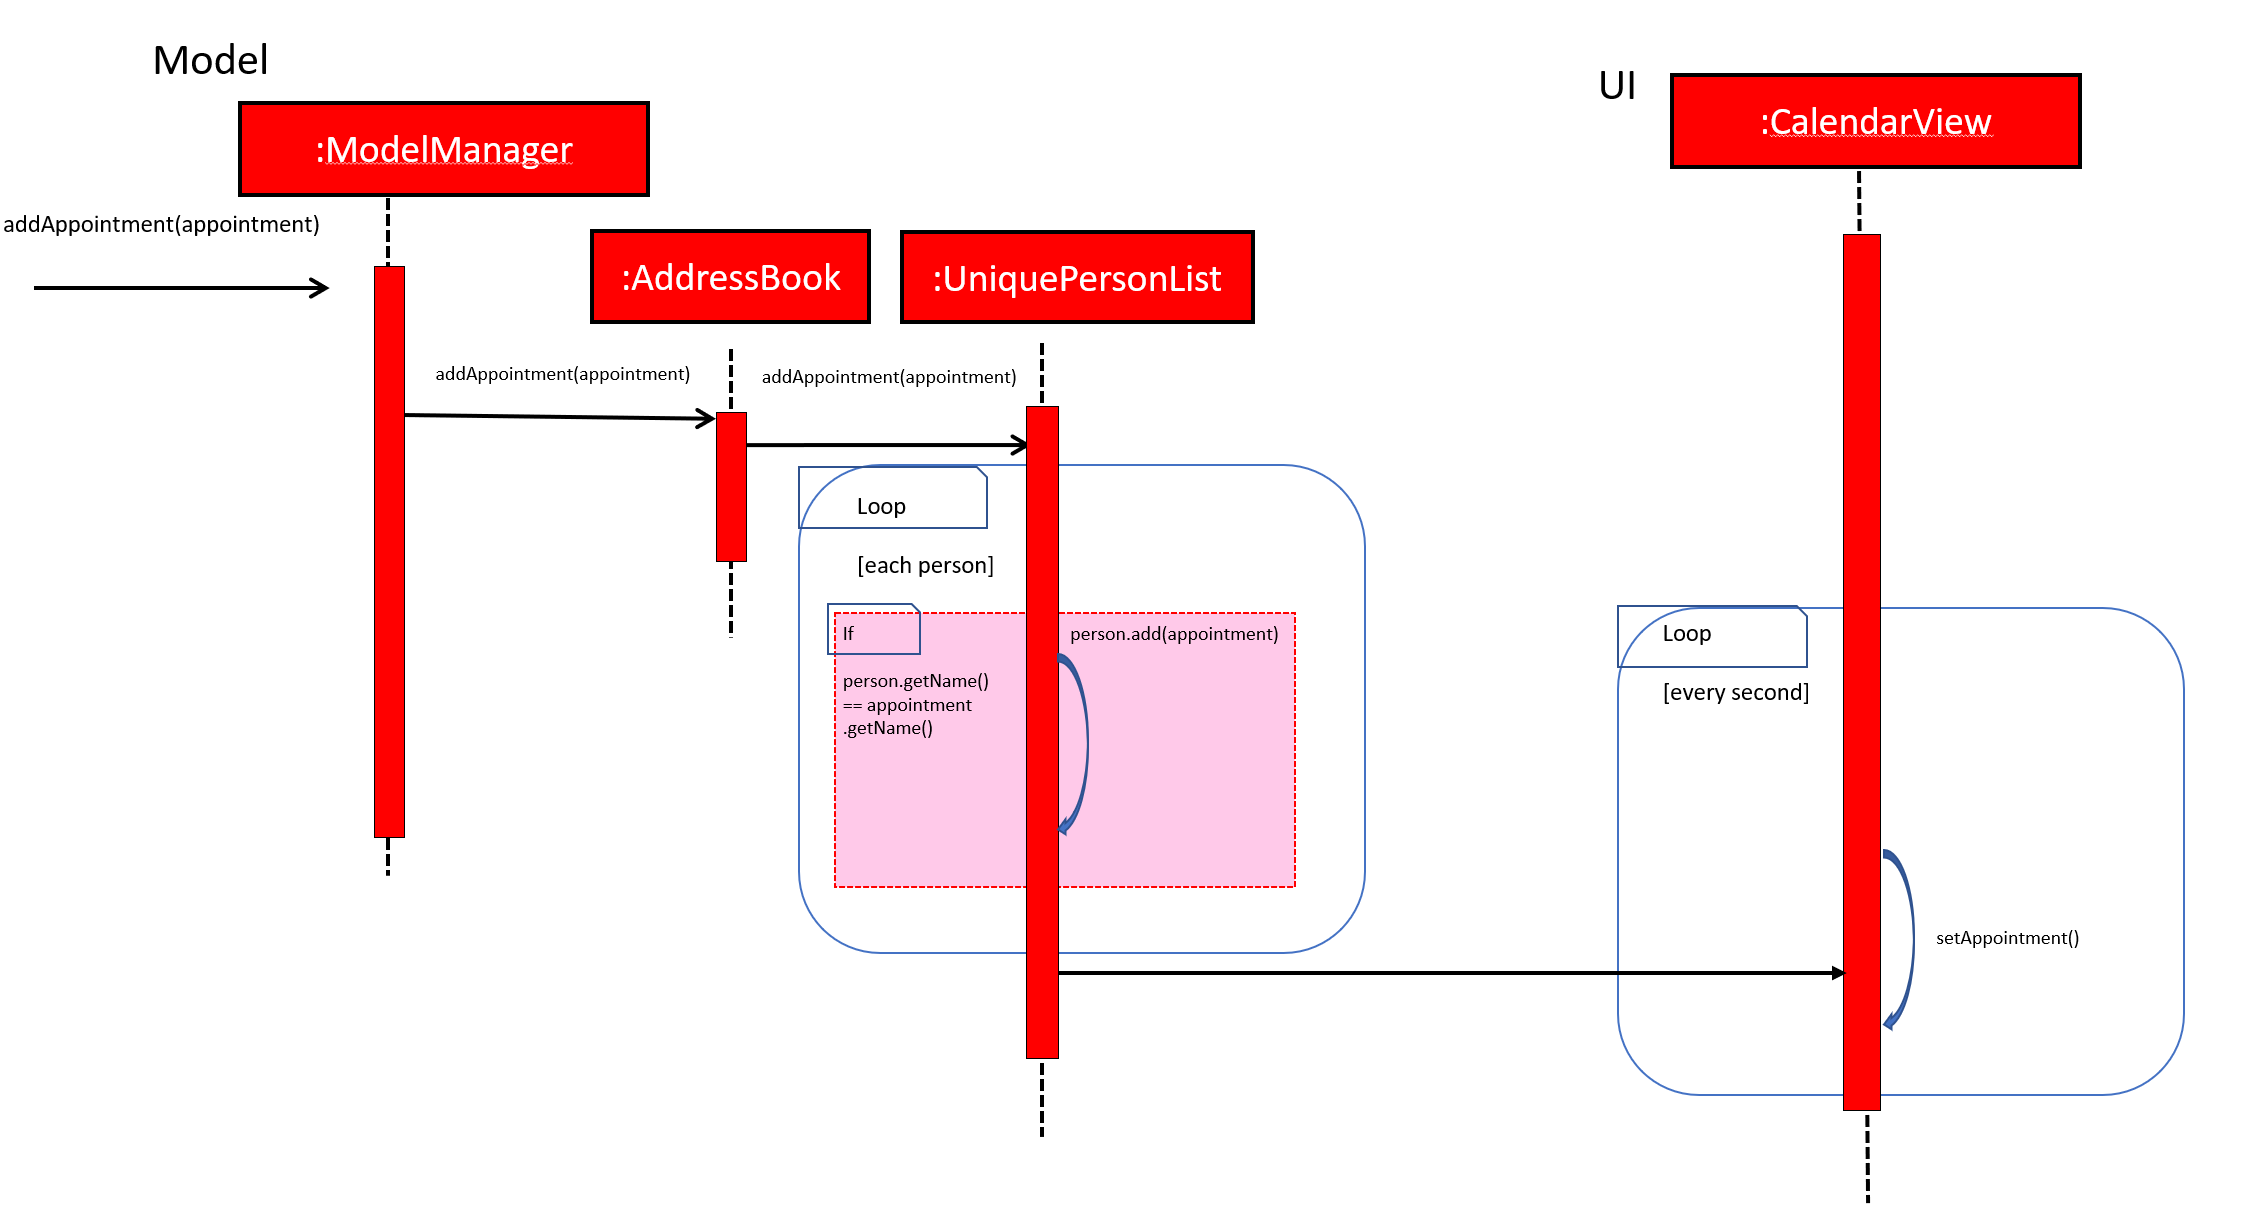 Model
UI
:ModelManager
:CalendarView
addAppointment(appointment)
:AddressBook
:UniquePersonList
addAppointment(appointment)
addAppointment(appointment)
Loop
[each person]
If
person.add(appointment)
person.getName()
== appointment
.getName()
Loop
[every second]
setAppointment()